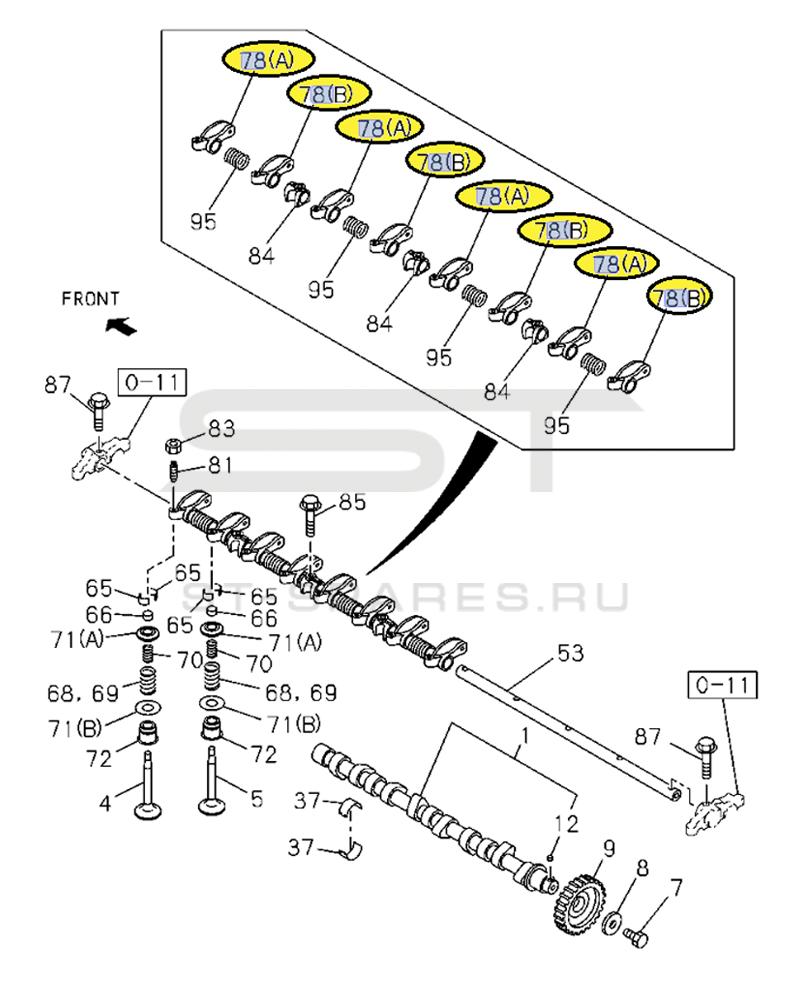 78(A)
78(B)
78(A)
78(B)
78(A)
78(B)
78(A)
78(B)
95
84
95
84
95
84
95
FRONT
0-11
87
83
81
85
65 65
65 65
66 66
71(A) 71(A)
70 70
68, 69 68, 69
71(B) 71(B)
72 72
4 5
ST-SPARES.RU
53
0-11
87
1
37
37
12
9
8
7